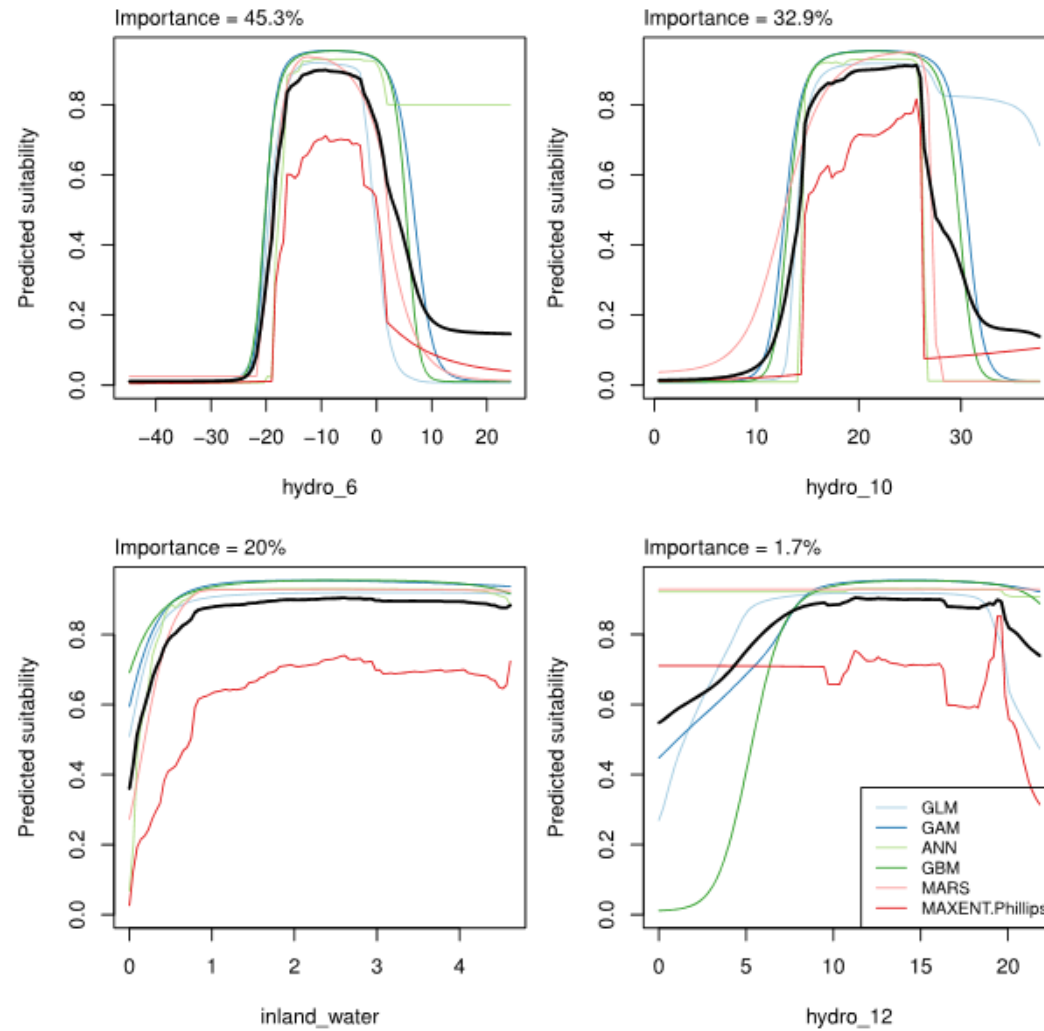 Importance = 45.3%
Predicted suitability
0.0 0.2 0.4 0.6 0.8
−40 −30 −20 −10 0 10 20
hydro_6
Importance = 32.9%
Predicted suitability
0.0 0.2 0.4 0.6 0.8
0 10 20 30
hydro_10
Importance = 20%
Predicted suitability
0.0 0.2 0.4 0.6 0.8
0 1 2 3 4
inland_water
Importance = 1.7%
Predicted suitability
0.0 0.2 0.4 0.6 0.8
GLM
GAM
ANN
GBM
MARS
MAXENT.Phillips
0 5 10 15 20
hydro_12